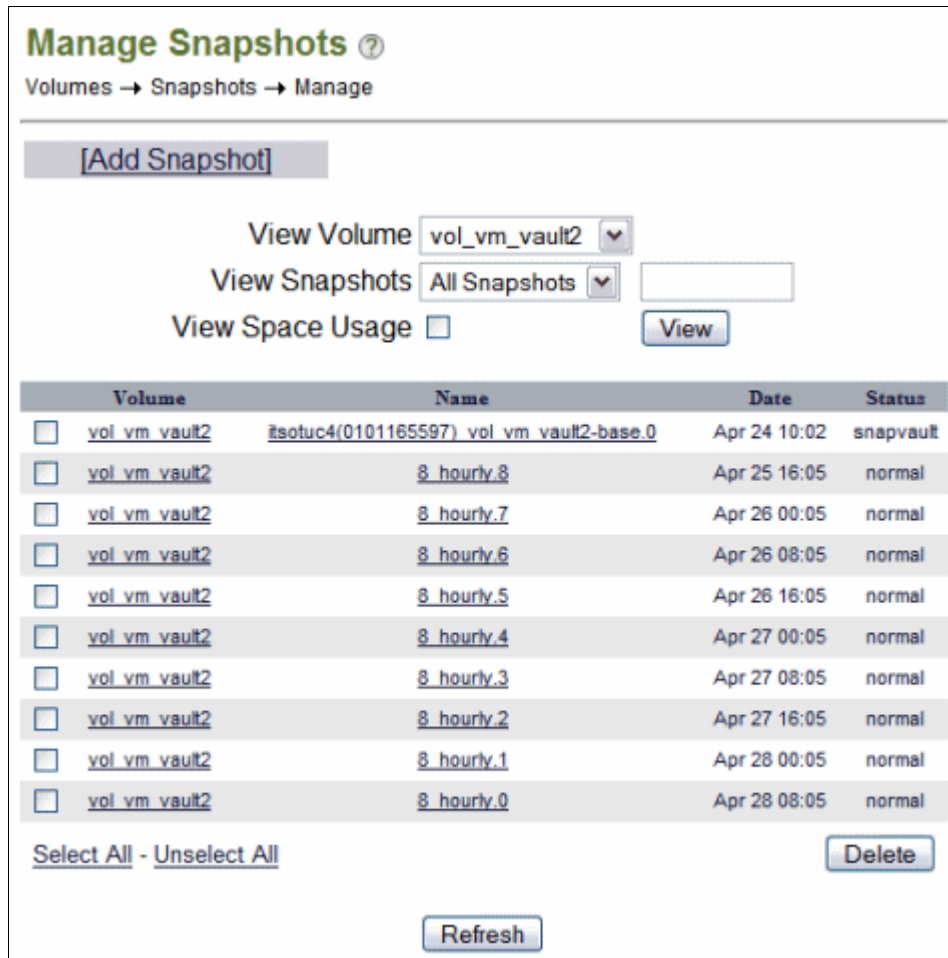 Manage Snapshots ?
Volumes → Snapshots → Manage
[Add Snapshot]
View Volume vol_vm_vault2
View Snapshots All Snapshots
View Space Usage View
Volume Name Date Status
vol_vm_vault2 itsotuc4(0101165597)_vol_vm_vault2-base.0 Apr 24 10:02 snapvault
vol_vm_vault2 8_hourly.8 Apr 25 16:05 normal
vol_vm_vault2 8_hourly.7 Apr 26 00:05 normal
vol_vm_vault2 8_hourly.6 Apr 26 08:05 normal
vol_vm_vault2 8_hourly.5 Apr 26 16:05 normal
vol_vm_vault2 8_hourly.4 Apr 27 00:05 normal
vol_vm_vault2 8_hourly.3 Apr 27 08:05 normal
vol_vm_vault2 8_hourly.2 Apr 27 16:05 normal
vol_vm_vault2 8_hourly.1 Apr 28 00:05 normal
vol_vm_vault2 8_hourly.0 Apr 28 08:05 normal
Select All - Unselect All Delete
Refresh